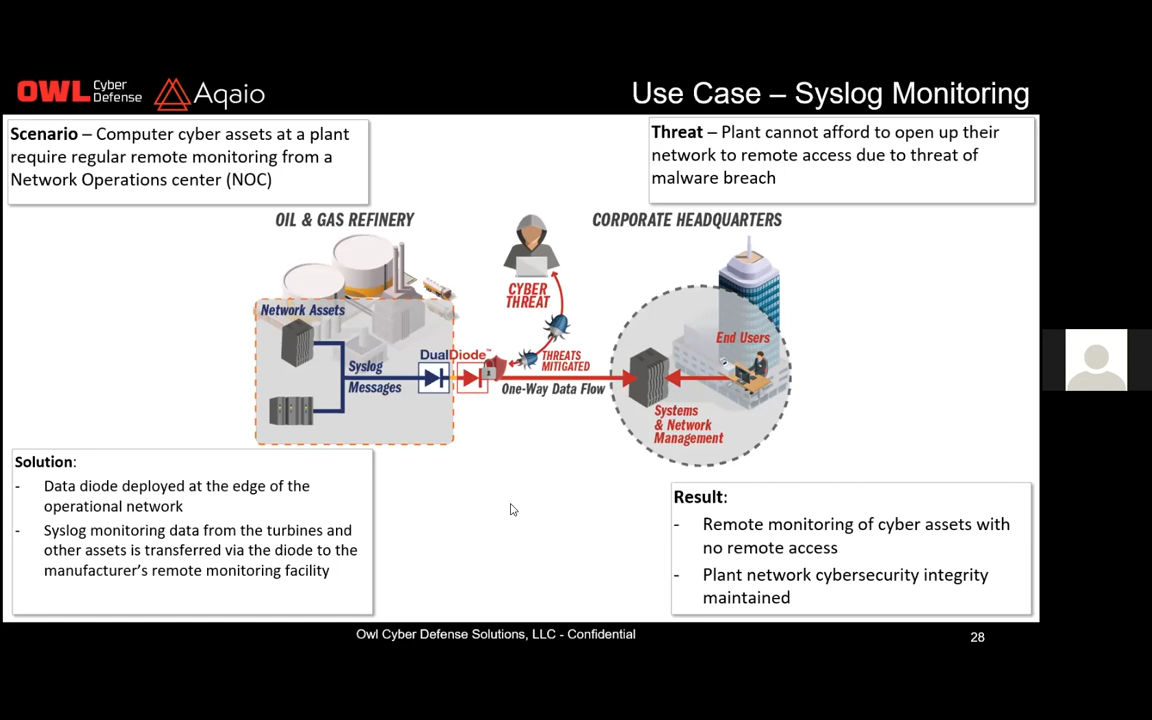 OWL Cyber Defense
Aqaio
Use Case – Syslog Monitoring
Scenario – Computer cyber assets at a plant
require regular remote monitoring from a
Network Operations center (NOC)
Threat – Plant cannot afford to open up their
network to remote access due to threat of
malware breach
OIL & GAS REFINERY
CORPORATE HEADQUARTERS
CYBER
THREAT
Network Assets
Syslog
Messages
DualDiode™
THREATS
MITIGATED
One-Way Data Flow
End Users
Systems
& Network
Management
Solution:
- Data diode deployed at the edge of the
operational network
- Syslog monitoring data from the turbines and
other assets is transferred via the diode to the
manufacturer’s remote monitoring facility
Result:
- Remote monitoring of cyber assets with
no remote access
- Plant network cybersecurity integrity
maintained
Owl Cyber Defense Solutions, LLC - Confidential
28